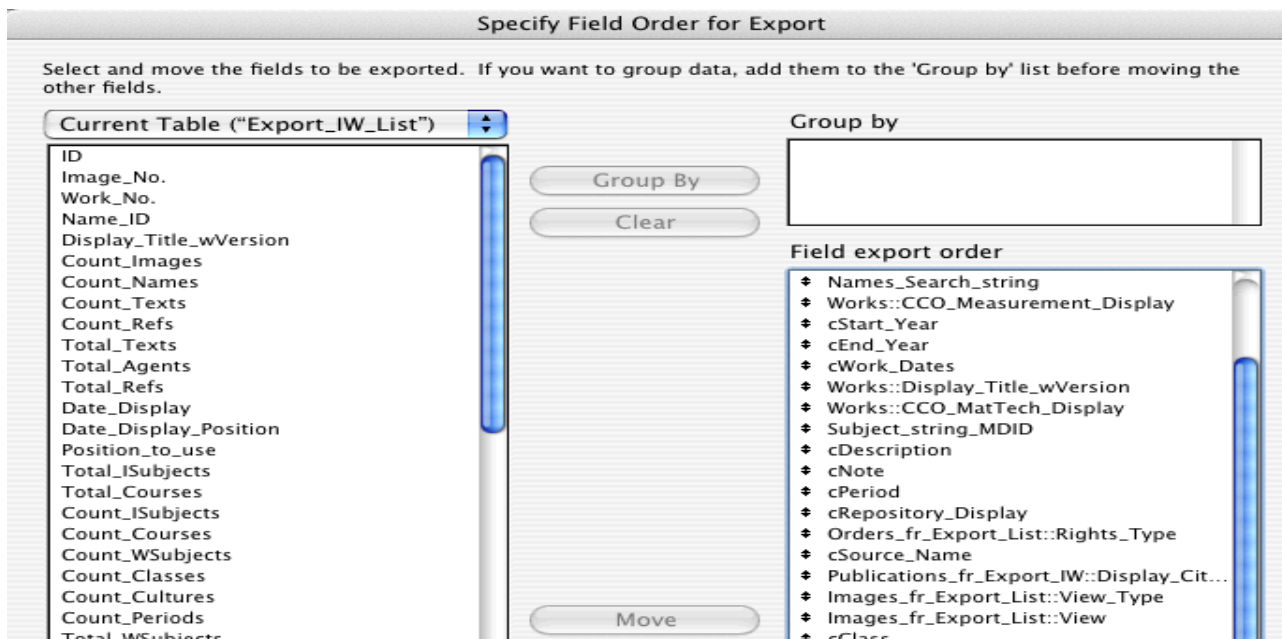 Specify Field Order for Export
Select and move the fields to be exported.  If you want to group data, add them to the 'Group by' list before moving the
other fields.
Current Table (“Export_IW_List”)
ID
Image_No.
Work_No.
Name_ID
Display_Title_wVersion
Count_Images
Count_Names
Count_Texts
Count_Refs
Total_Texts
Total_Agents
Total_Refs
Date_Display
Date_Display_Position
Position_to_use
Total_ISubjects
Total_Courses
Count_ISubjects
Count_Courses
Count_WSubjects
Count_Classes
Count_Cultures
Count_Periods
Total_WSubjects
Group By
Clear
Move
Group by
Field export order
Names_Search_string
Works::CCO_Measurement_Display
cStart_Year
cEnd_Year
cWork_Dates
Works::Display_Title_wVersion
Works::CCO_MatTech_Display
Subject_string_MDID
cDescription
cNote
cPeriod
cRepository_Display
Orders_fr_Export_List::Rights_Type
cSource_Name
Publications_fr_Export_IW::Display_Cit...
Images_fr_Export_List::View_Type
Images_fr_Export_List::View
cClass